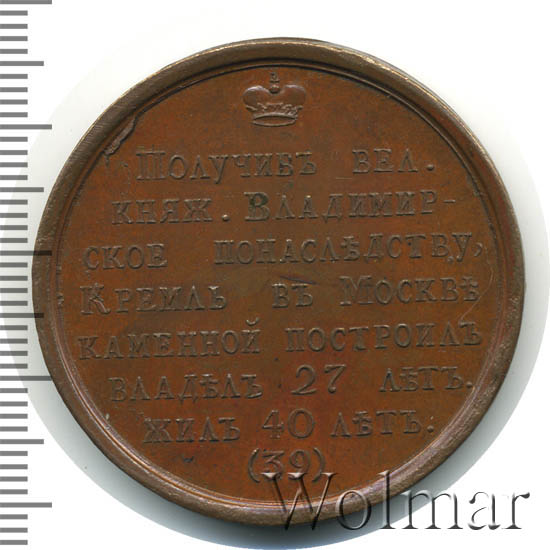 Получивъ вел.
княж. Владимир-
ское понаслѣдству,
Кремль въ Москвѣ
каменной построилъ
владѣлъ 27 лѣтъ.
жилъ 40 лѣтъ.
(39)
Wolmar